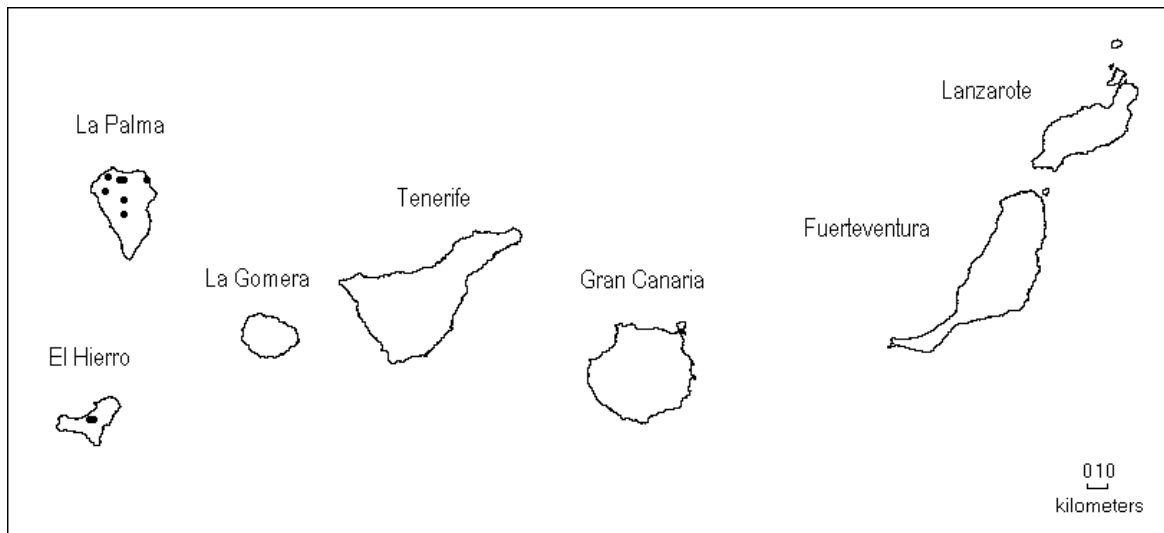 Lanzarote
La Palma
Tenerife
Fuerteventura
La Gomera
Gran Canaria
El Hierro
0 10
kilometers